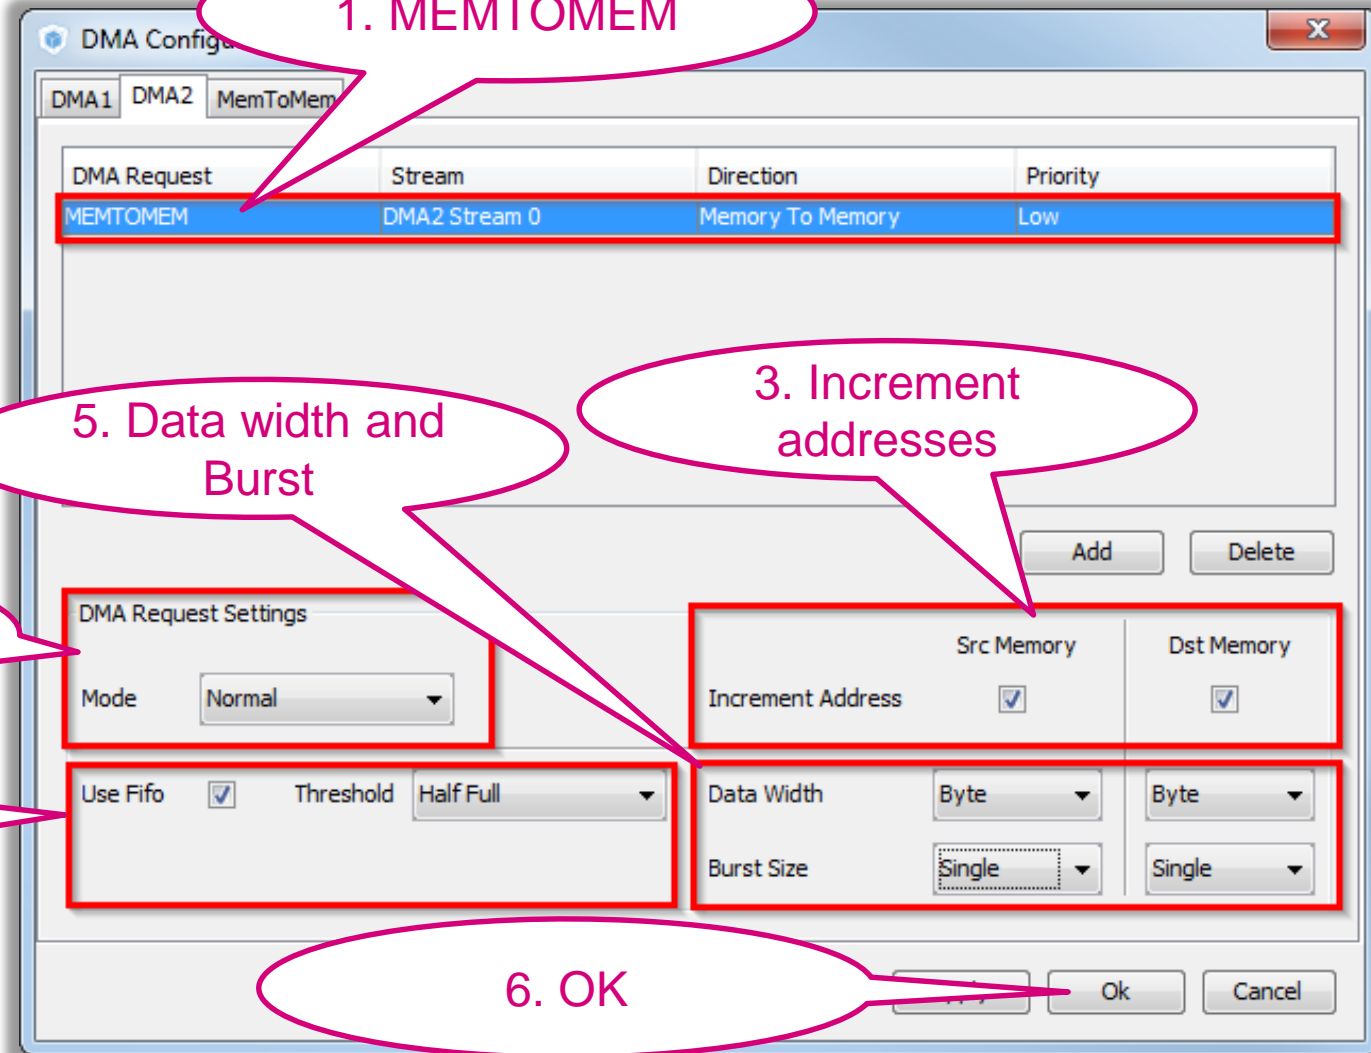 1. MEMTOMEM
DMA
DMA1 DMA2 MemToMem
DMA Request Stream Direction Priority
MEMTOMEM DMA2 Stream 0 Memory To Memory Low
3. Increment
addresses
5. Data width and
Burst
Add Delete
DMA Request Settings
Src Memory Dst Memory
Mode Normal Increment Address
Use Fifo Threshold Half Full Data Width Byte Byte
Burst Size Single Single
6. OK
Ok Cancel